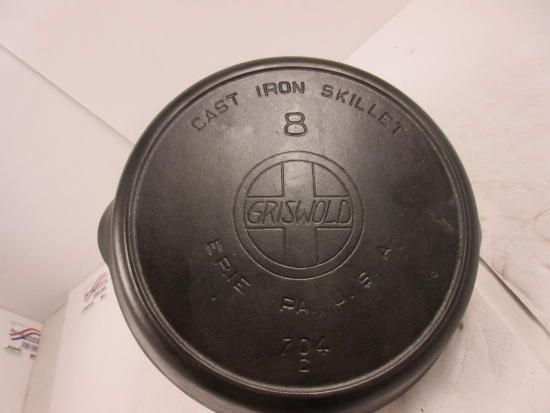 CAST IRON SKILLET
8
GRISWOLD
ERIE PA., U.S.A.
704